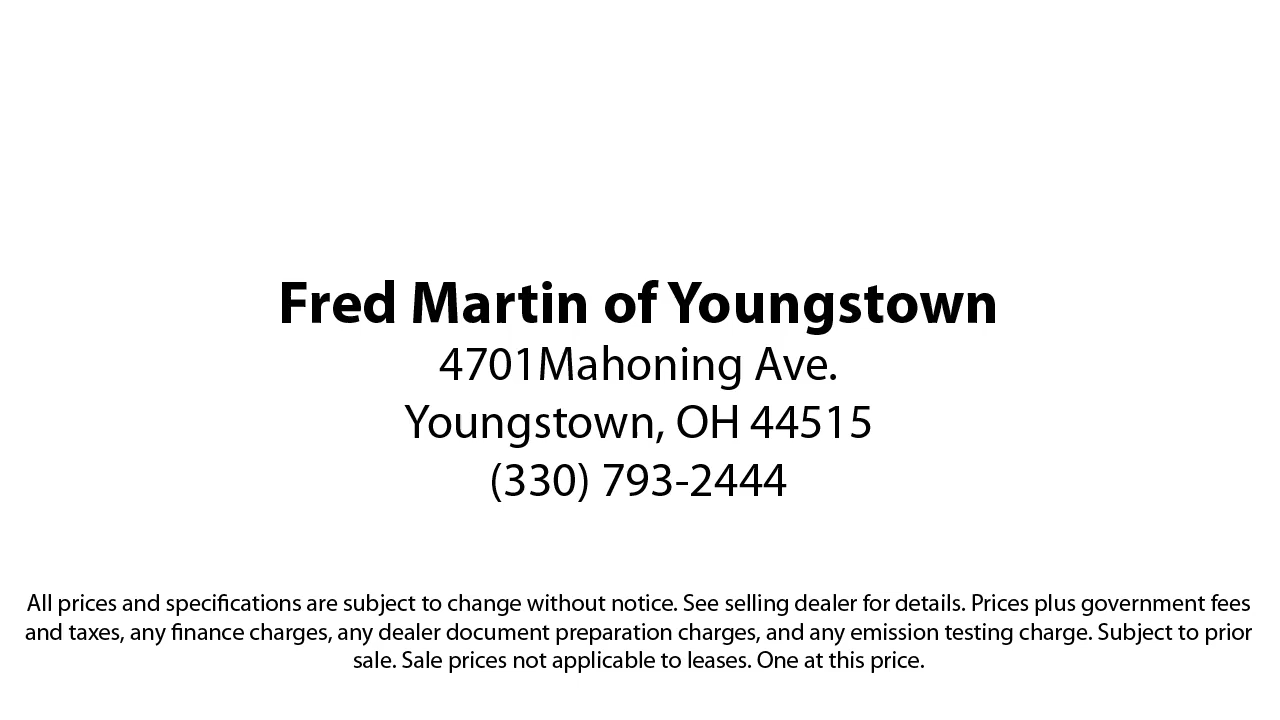 Fred Martin of Youngstown
4701Mahoning Ave.
Youngstown, OH 44515
(330) 793-2444
All prices and specifications are subject to change without notice. See selling dealer for details. Prices plus government fees
and taxes, any finance charges, any dealer document preparation charges, and any emission testing charge. Subject to prior
sale. Sale prices not applicable to leases. One at this price.